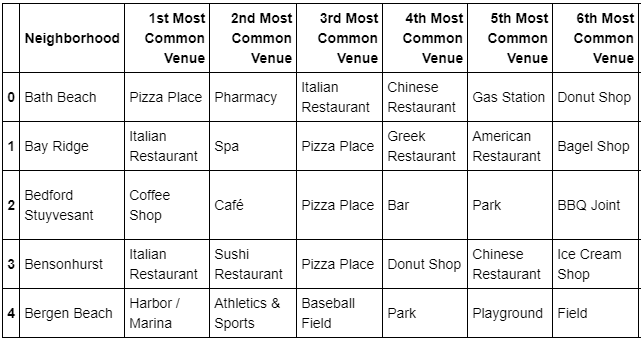 Neighborhood 1st Most Common Venue 2nd Most Common Venue 3rd Most Common Venue 4th Most Common Venue 5th Most Common Venue 6th Most Common Venue
0 Bath Beach Pizza Place Pharmacy Italian Restaurant Chinese Restaurant Gas Station Donut Shop
1 Bay Ridge Italian Restaurant Spa Pizza Place Greek Restaurant American Restaurant Bagel Shop
2 Bedford Stuyvesant Coffee Shop Café Pizza Place Bar Park BBQ Joint
3 Bensonhurst Italian Restaurant Sushi Restaurant Pizza Place Donut Shop Chinese Restaurant Ice Cream Shop
4 Bergen Beach Harbor / Marina Athletics & Sports Baseball Field Park Playground Field